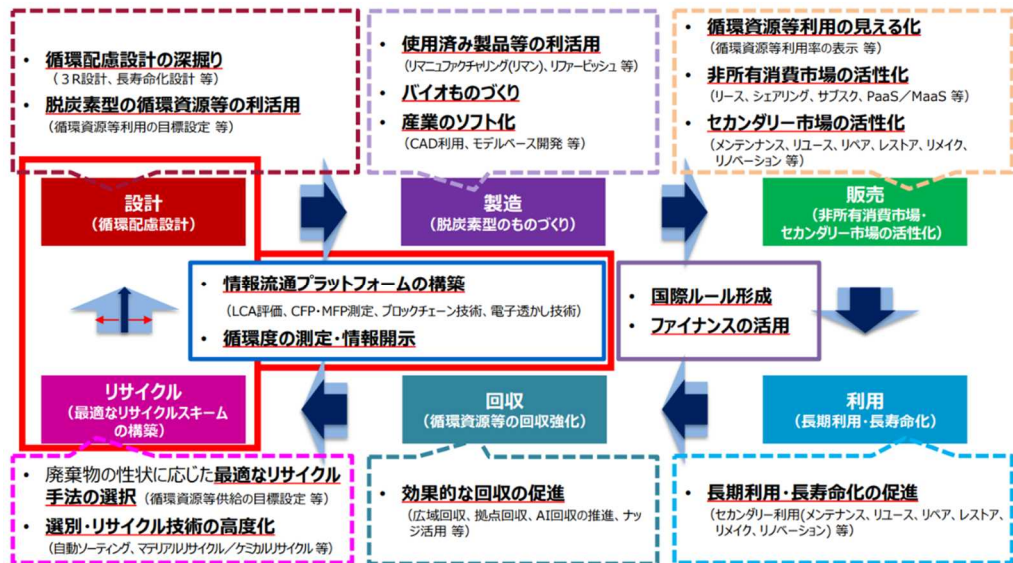 ・ 循環配慮設計の深掘り
（３R設計、長寿命化設計 等）
・ 脱炭素型の循環資源等の利活用
（循環資源等利用の目標設定 等）
・ 使用済み製品等の利活用
（リマニュファクチャリング(リマン)、リファービッシュ 等）
・ バイオものづくり
・ 産業のソフト化
（CAD利用、モデルベース開発 等）
・ 循環資源等利用の見える化
（循環資源等利用率の表示 等）
・ 非所有消費市場の活性化
（リース、シェアリング、サブスク、PaaS／MaaS 等）
・ セカンダリー市場の活性化
（メンテンナス、リユース、リペア、レストア、リメイク、
リノベーション 等）
設計
（循環配慮設計）
製造
（脱炭素型のものづくり）
販売
（非所有消費市場・
セカンダリー市場の活性化）
・ 情報流通プラットフォームの構築
（LCA評価、CFP・MFP測定、ブロックチェーン技術、電子透かし技術）
・ 循環度の測定・情報開示
・ 国際ルール形成
・ ファイナンスの活用
リサイクル
（最適なリサイクルスキーム
の構築）
回収
（循環資源等の回収強化）
利用
（長期利用・長寿命化）
・ 廃棄物の性状に応じた最適なリサイクル
手法の選択（循環資源等供給の目標設定 等）
・ 選別・リサイクル技術の高度化
（自動ソーティング、マテリアルリサイクル／ケミカルリサイクル 等）
・ 効果的な回収の促進
（広域回収、拠点回収、AI回収の推進、ナッ
ジ活用 等）
・ 長期利用・長寿命化の促進
（セカンダリー利用(メンテナンス、リユース、リペア、レストア、
リメイク、リノベーション) 等）